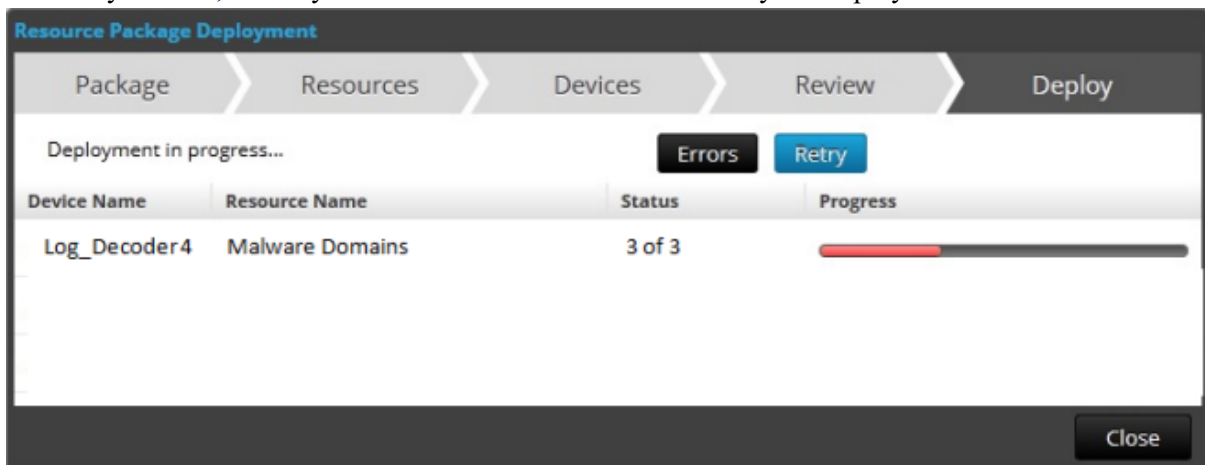 Resource Package Deployment
Package Resources Devices Review Deploy
Deployment in progress... Errors Retry
Device Name Resource Name Status Progress
Log_Decoder4 Malware Domains 3 of 3
Close